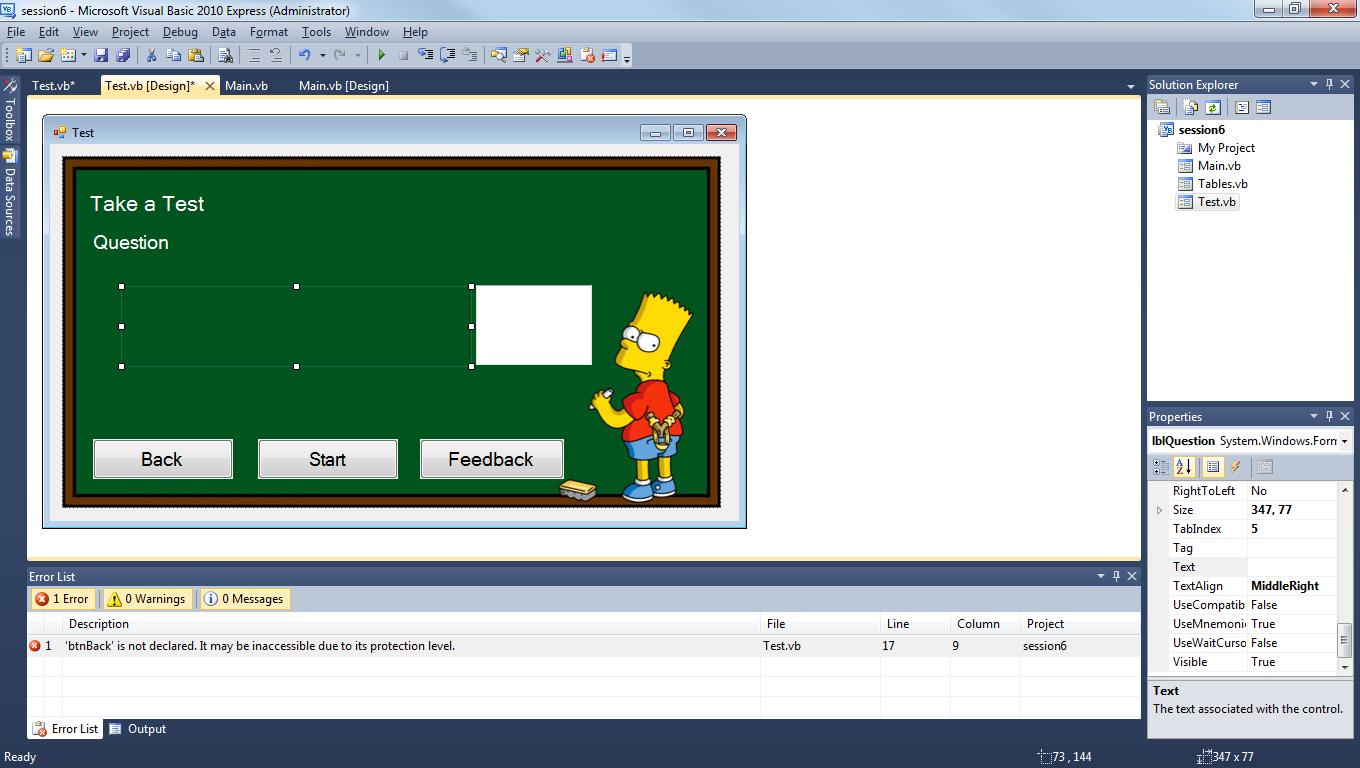 session6 - Microsoft Visual Basic 2010 Express (Administrator)
File Edit View Project Debug Data Format Tools Window Help
Test.vb* Test.vb [Design]* Main.vb Main.vb [Design]
Toolbox
Data Sources
Test
Take a Test
Question
Back Start Feedback
Solution Explorer
session6
My Project
Main.vb
Tables.vb
Test.vb
Properties
lblQuestion System.Windows.Form
RightToLeft No
Size 347, 77
TabIndex 5
Tag
Text
TextAlign MiddleRight
UseCompatib False
UseMnemonic True
UseWaitCurso False
Visible True
Text
The text associated with the control.
Error List
1 Error 0 Warnings 0 Messages
Description File Line Column Project
1 'btnBack' is not declared. It may be inaccessible due to its protection level. Test.vb 17 9 session6
Error List Output
Ready 73 , 144 347 x 77